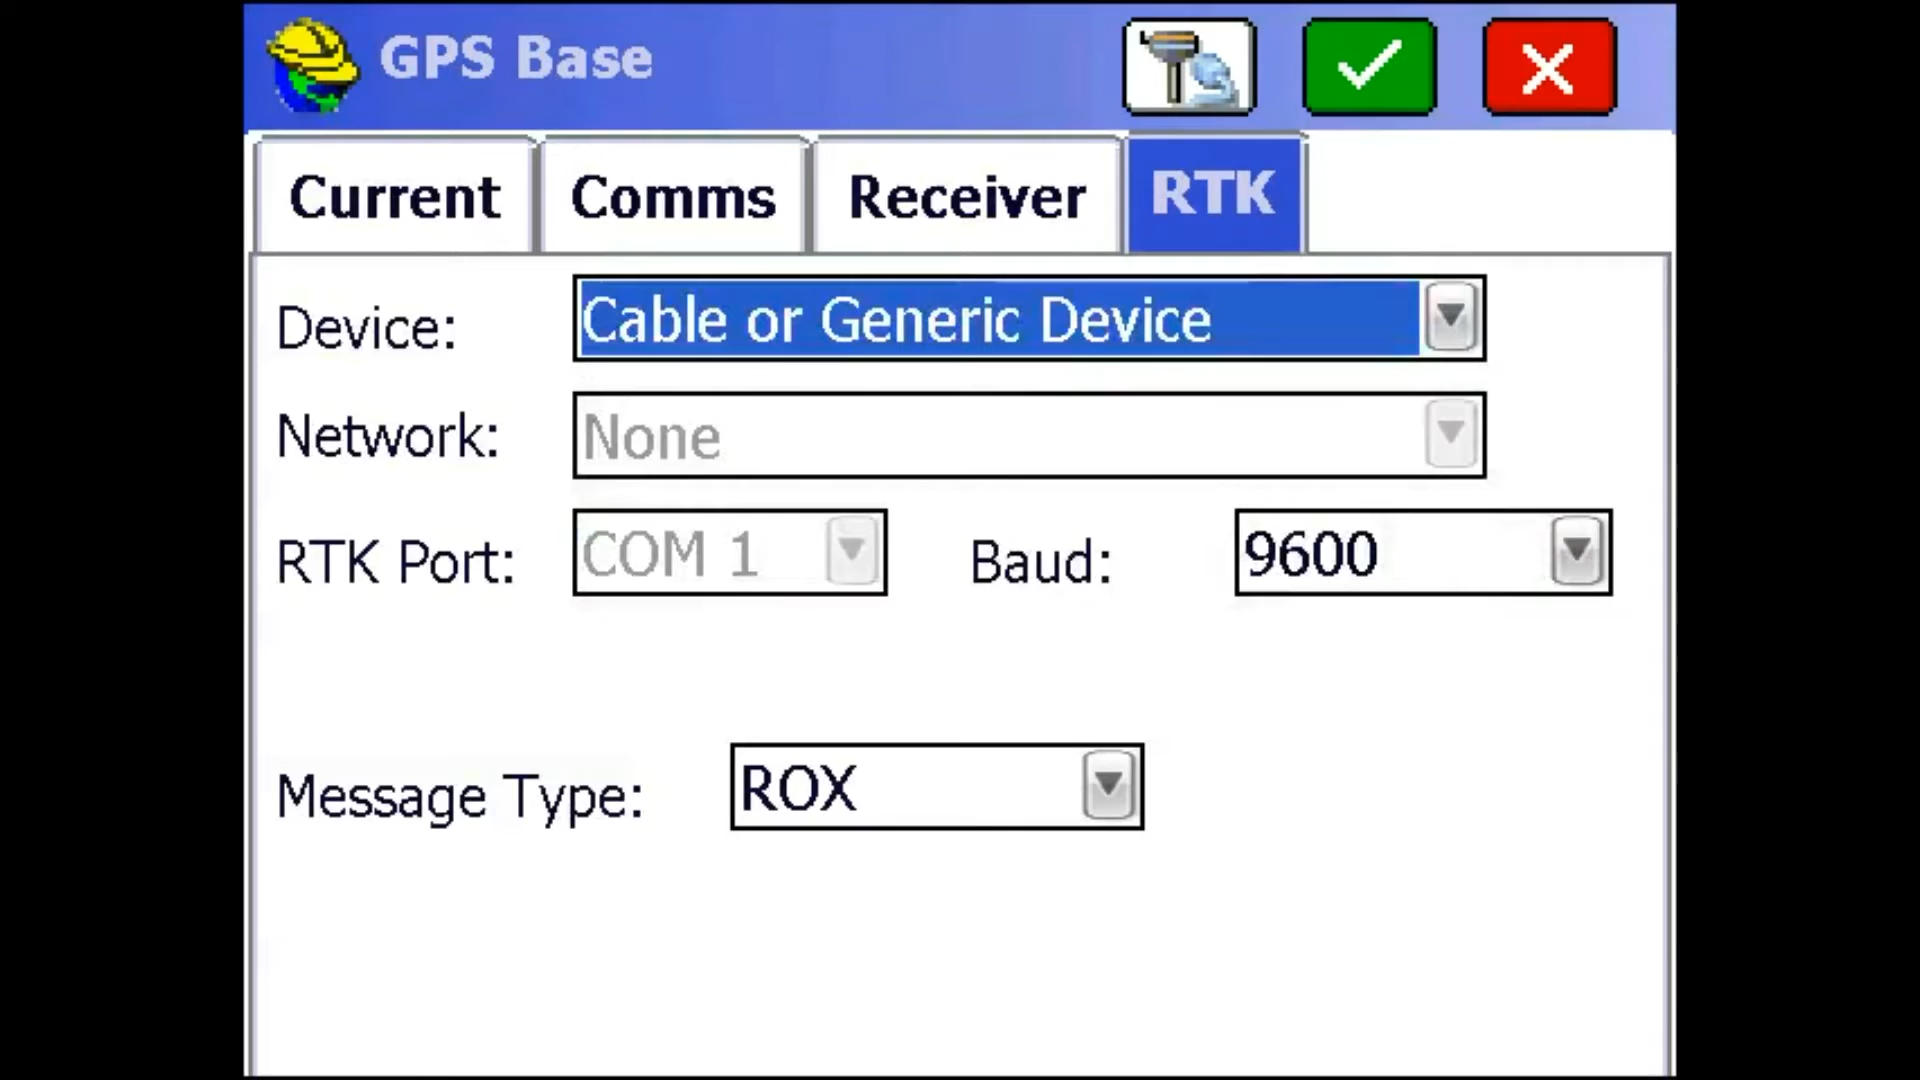 GPS Base
Current Comms Receiver RTK
Device: Cable or Generic Device
Network: None
RTK Port: COM 1 Baud: 9600
Message Type: ROX